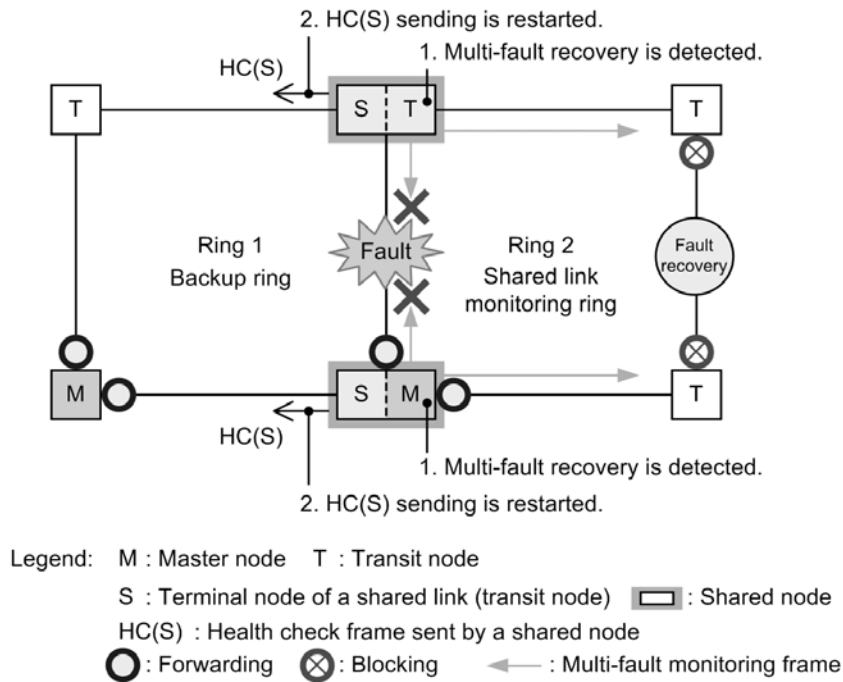 2. HC(S) sending is restarted.
1. Multi-fault recovery is detected.
HC(S)
T
S
T
T
Ring 1
Backup ring
Fault
Ring 2
Shared link
monitoring ring
Fault
recovery
M
S
M
T
HC(S)
1. Multi-fault recovery is detected.
2. HC(S) sending is restarted.
Legend: M : Master node T : Transit node
S : Terminal node of a shared link (transit node) : Shared node
HC(S) : Health check frame sent by a shared node
: Forwarding : Blocking : Multi-fault monitoring frame